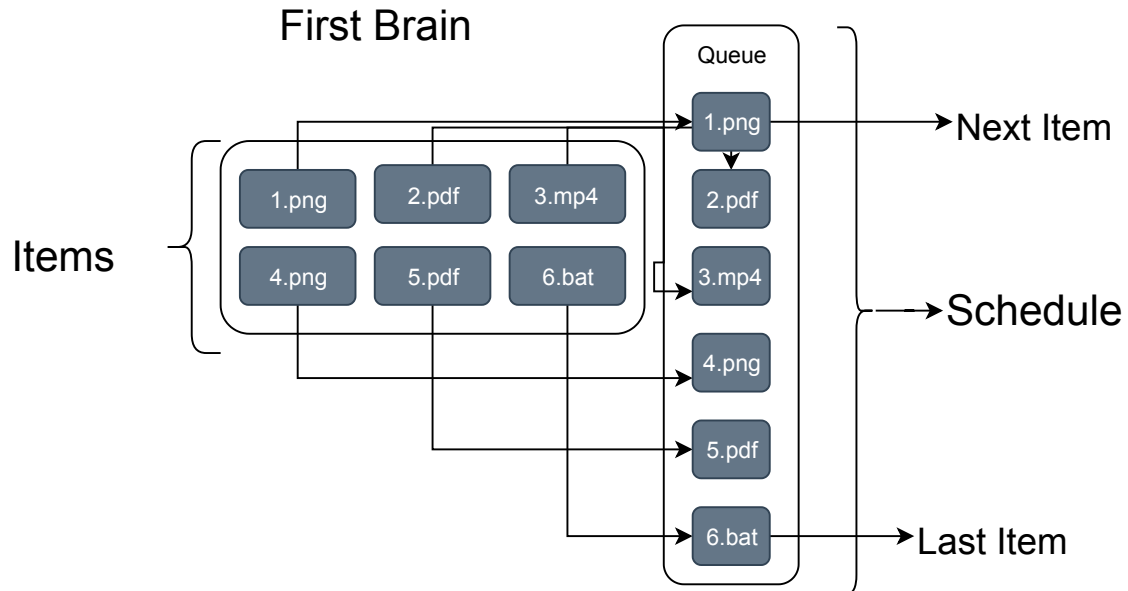 First Brain
Queue
1.png
Next Item
1.png
2.pdf
3.mp4
2.pdf
Items
4.png
5.pdf
6.bat
3.mp4
Schedule
4.png
5.pdf
6.bat
Last Item